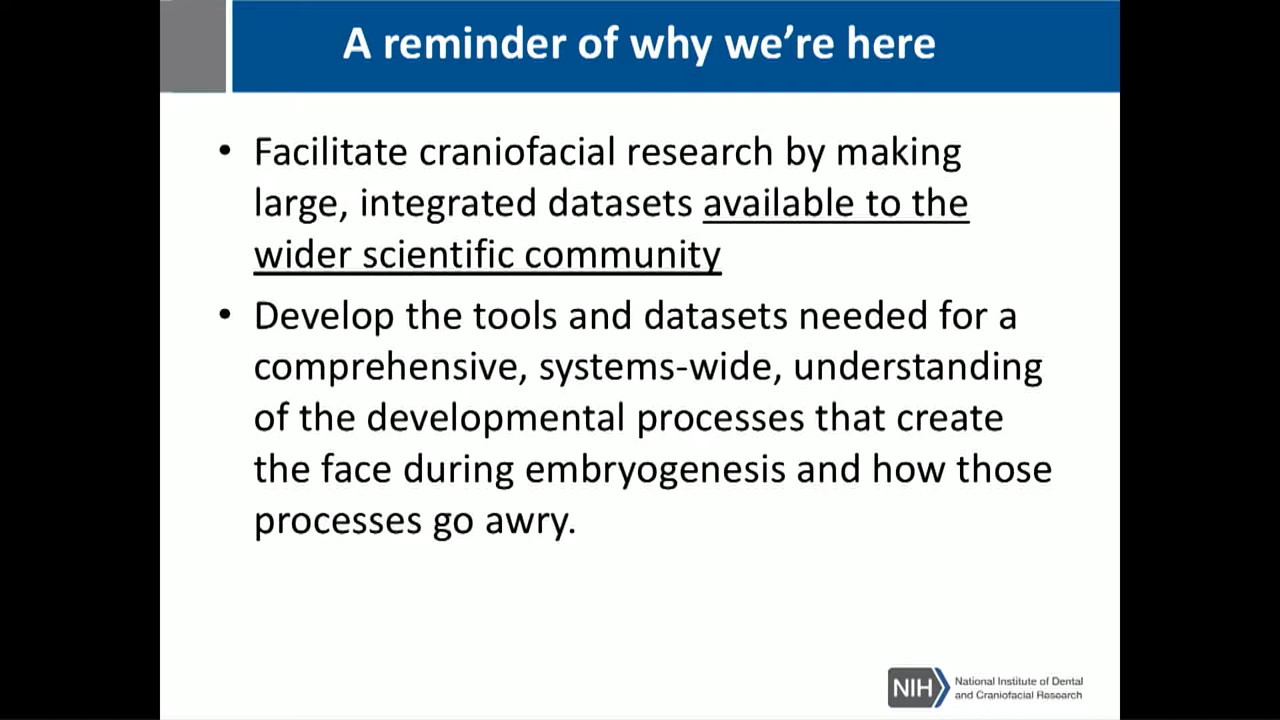 A reminder of why we’re here
• Facilitate craniofacial research by making
large, integrated datasets available to the
wider scientific community
• Develop the tools and datasets needed for a
comprehensive, systems-wide, understanding
of the developmental processes that create
the face during embryogenesis and how those
processes go awry.
NIH
National Institute of Dental
and Craniofacial Research